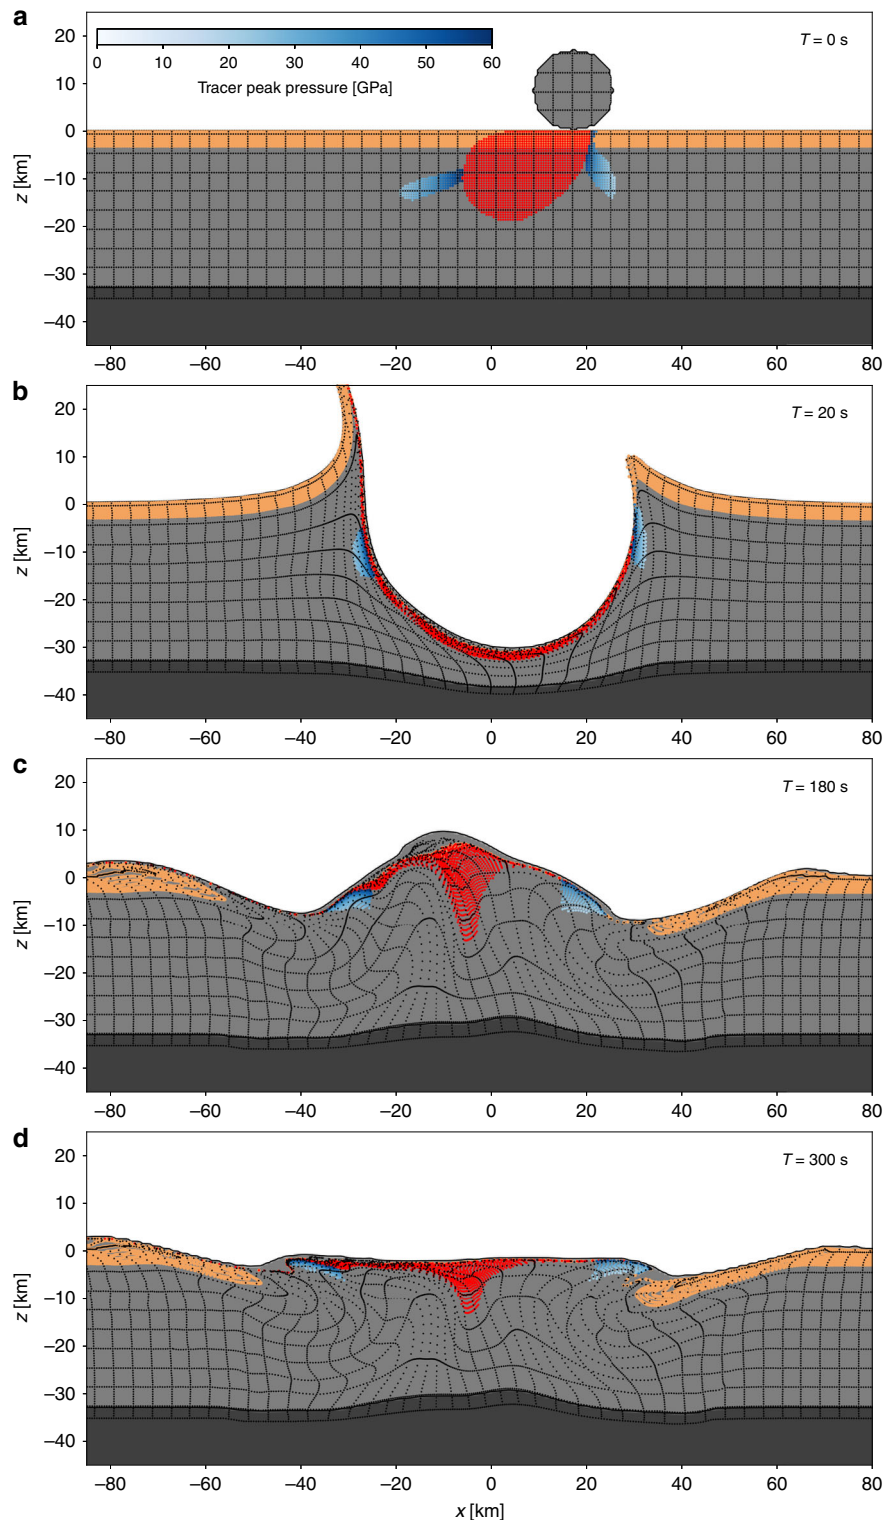 a
0 10 20 30 40 50 60
Tracer peak pressure [GPa]
T = 0 s
20
10
0
−10
−20
−30
−40
z [km]
−80 −60 −40 −20 0 20 40 60 80
b
T = 20 s
20
10
0
−10
−20
−30
−40
z [km]
−80 −60 −40 −20 0 20 40 60 80
c
T = 180 s
20
10
0
−10
−20
−30
−40
z [km]
−80 −60 −40 −20 0 20 40 60 80
d
T = 300 s
20
10
0
−10
−20
−30
−40
z [km]
−80 −60 −40 −20 0 20 40 60 80
x [km]